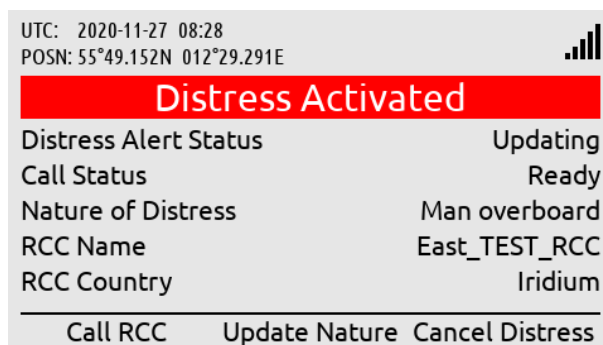 UTC: 2020-11-27 08:28
POSN: 55°49.152N 012°29.291E
Distress Activated
Distress Alert Status Updating
Call Status Ready
Nature of Distress Man overboard
RCC Name East_TEST_RCC
RCC Country Iridium
Call RCC Update Nature Cancel Distress